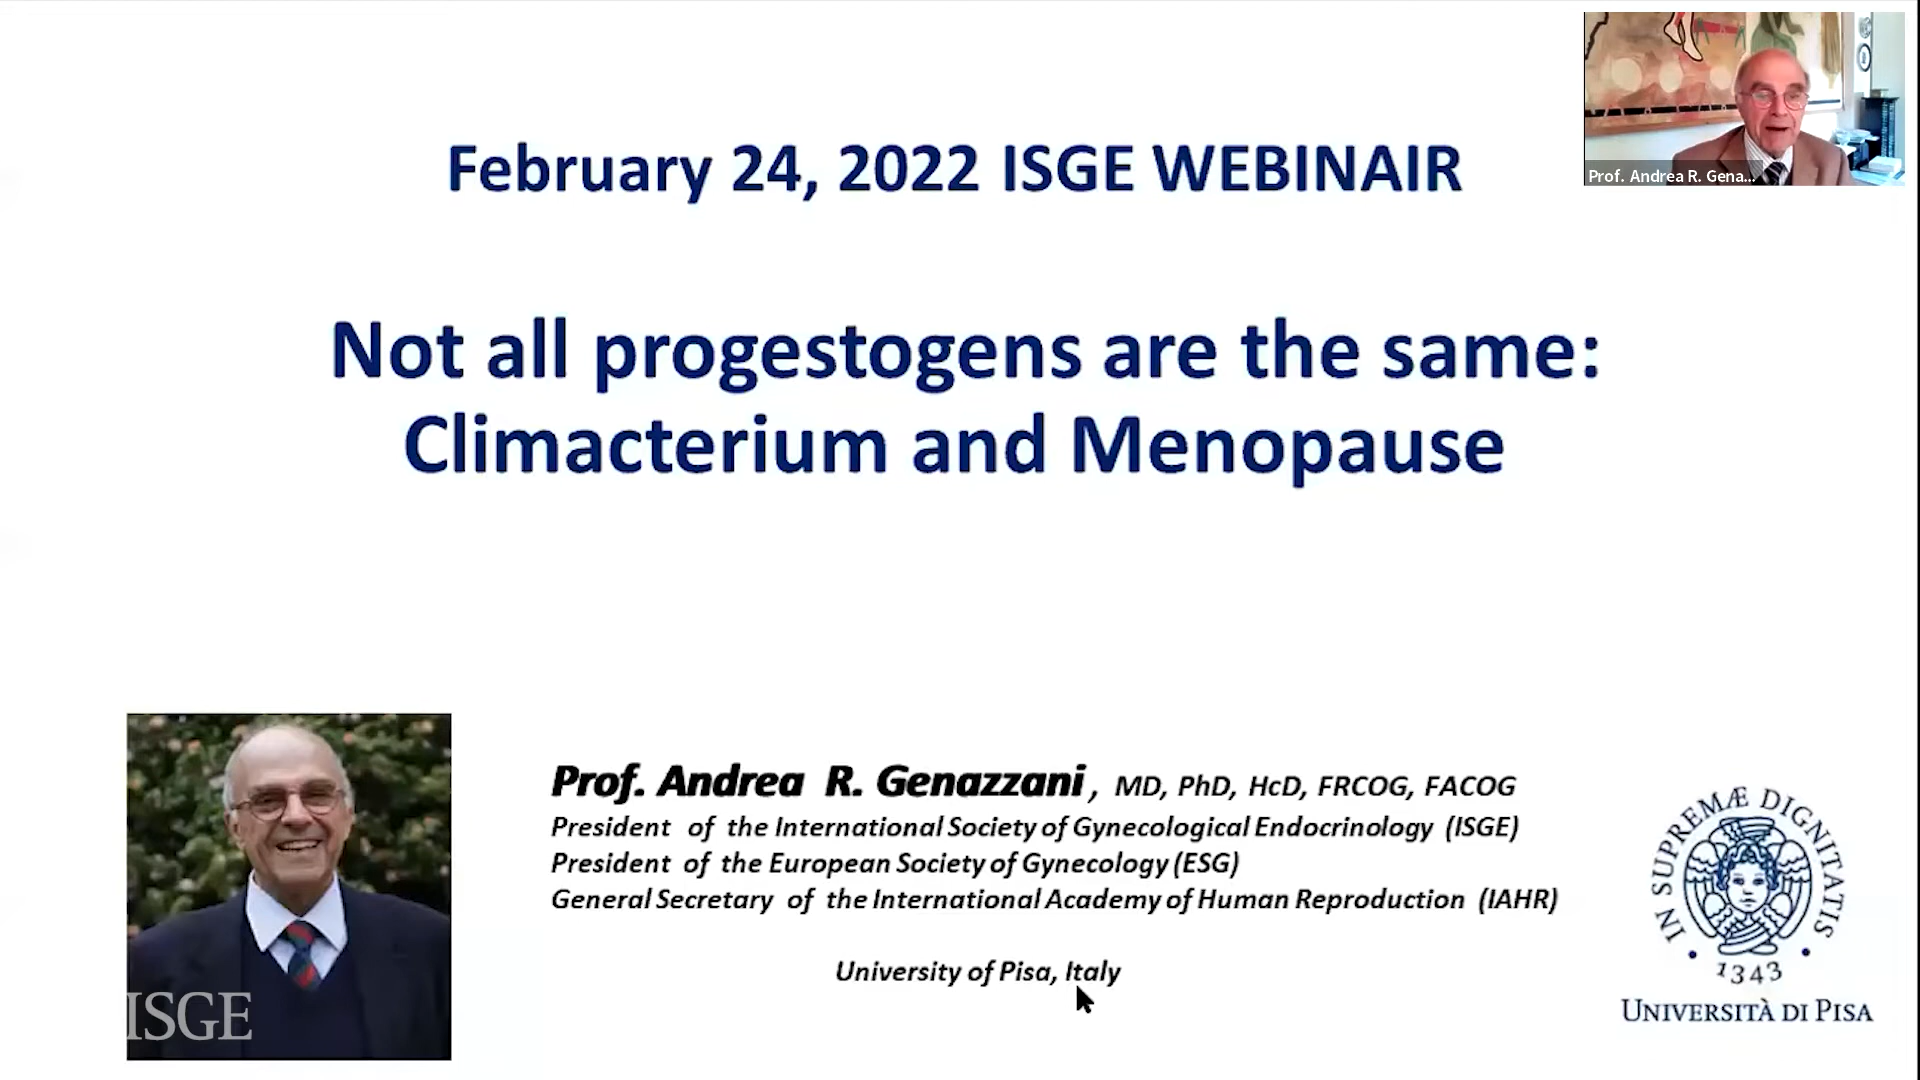 February 24, 2022 ISGE WEBINAIR
Prof. Andrea R. Gena...
Not all progestogens are the same:
Climacterium and Menopause
Prof. Andrea R. Genazzani, MD, PhD, HcD, FRCOG, FACOG
President of the International Society of Gynecological Endocrinology (ISGE)
President of the European Society of Gynecology (ESG)
General Secretary of the International Academy of Human Reproduction (IAHR)
University of Pisa, Italy
ISGE
IN SUPREMÆ DIGNITATIS
1343
UNIVERSITÀ DI PISA